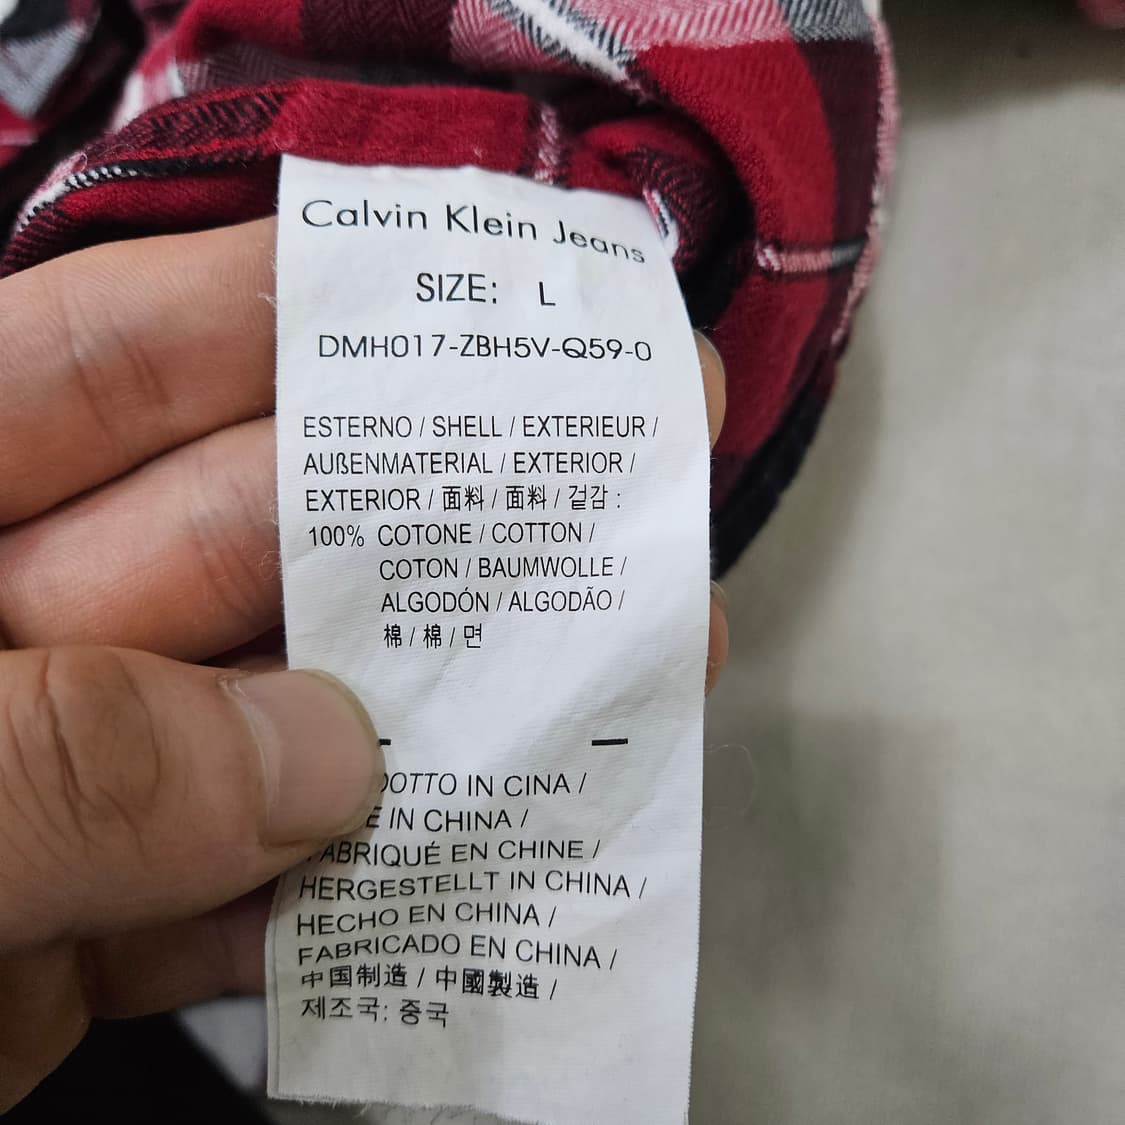 Calvin Klein Jeans
SIZE: L
DMH017-ZBH5V-Q59-0
ESTERNO / SHELL / EXTERIEUR /
AUßENMATERIAL / EXTERIOR /
EXTERIOR / 面料 / 面料 / 겉감 :
100% COTONE / COTTON /
COTON / BAUMWOLLE /
ALGODÓN / ALGODÃO /
棉 / 棉 / 면
IN CINA /
IN CHINA /
FABRIQUÉ EN CHINE /
HERGESTELLT IN CHINA /
HECHO EN CHINA /
FABRICADO EN CHINA /
中国制造 / 中國製造 /
제조국: 중국